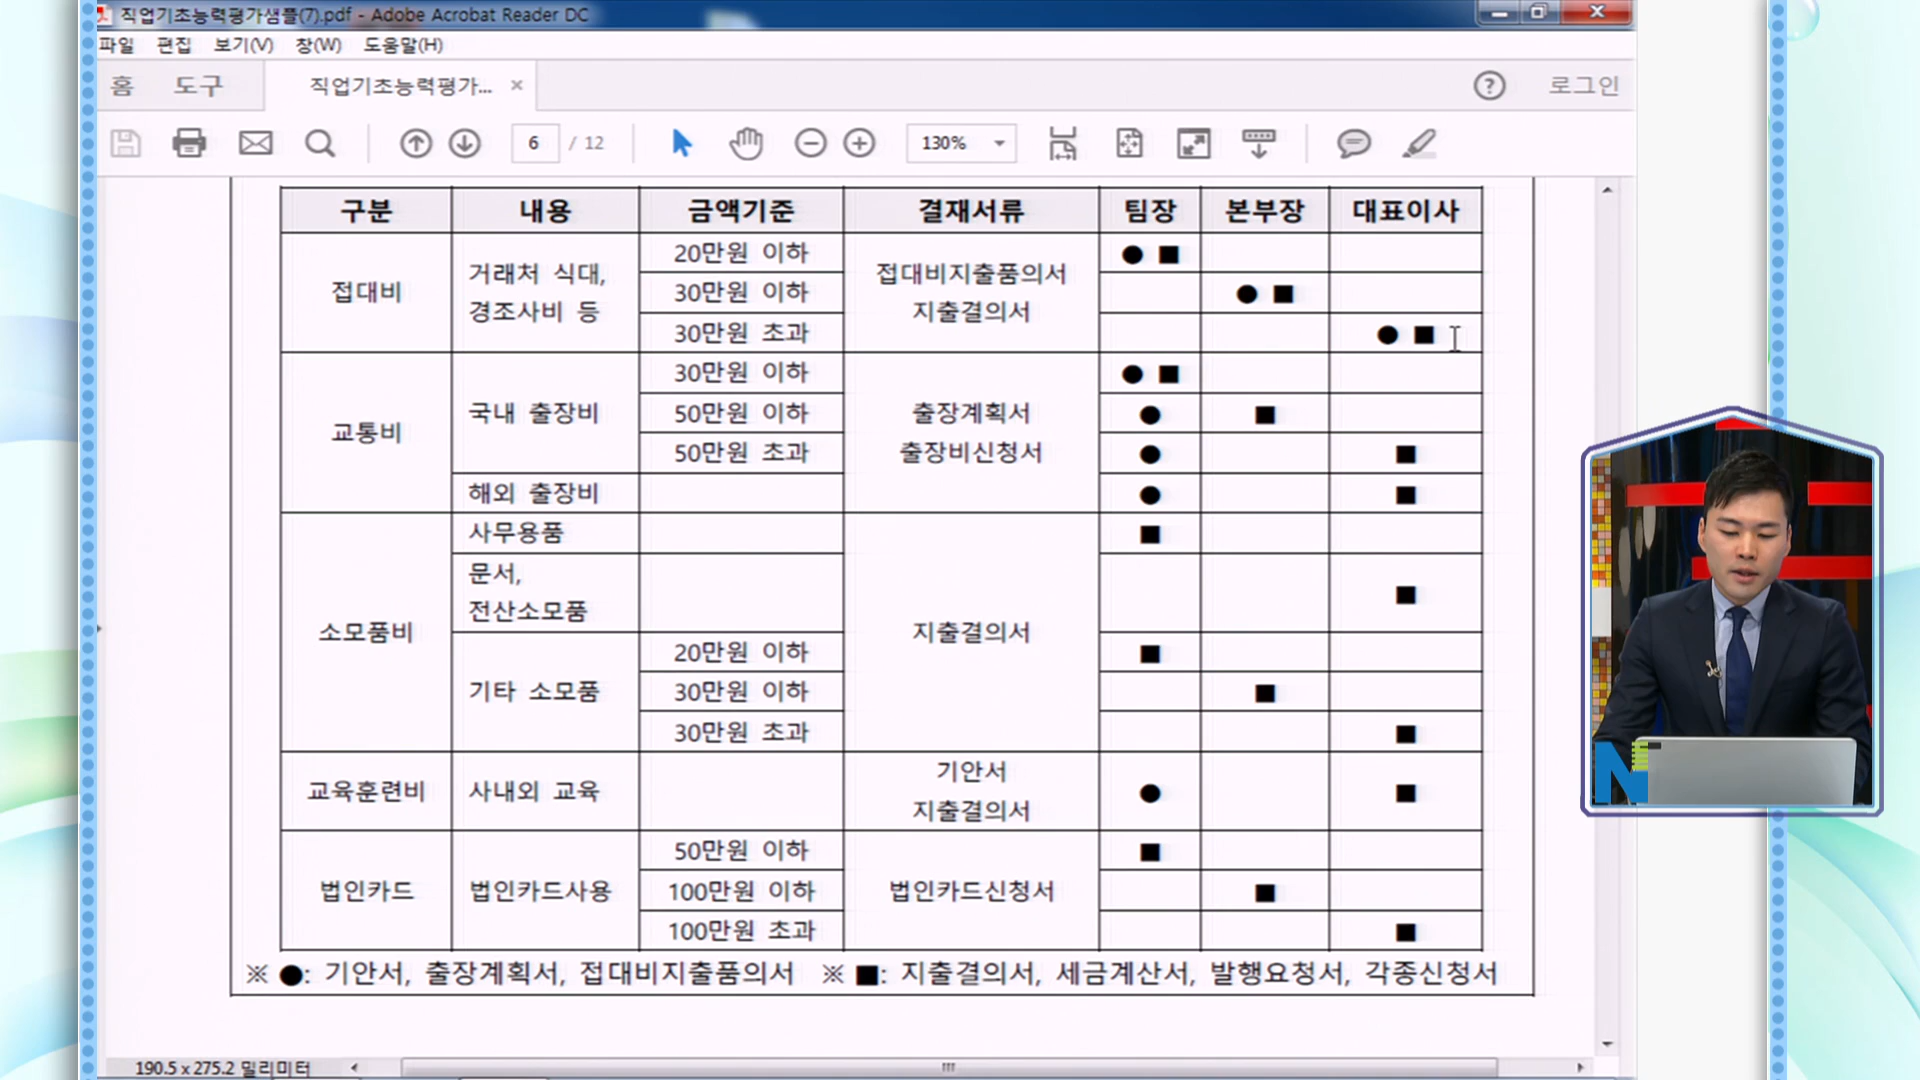 직업기초능력평가샘플(7).pdf - Adobe Acrobat Reader DC
파일 편집 보기(V) 창(W) 도움말(H)
홈 도구 직업기초능력평가... × ? 로그인
6 / 12 130%
구분 내용 금액기준 결재서류 팀장 본부장 대표이사
접대비 거래처 식대, 경조사비 등 20만원 이하 접대비지출품의서 지출결의서 ● ■
30만원 이하 ● ■
30만원 초과 ● ■
교통비 국내 출장비 30만원 이하 출장계획서 출장비신청서 ● ■
50만원 이하 ● ■
50만원 초과 ● ■
해외 출장비 ● ■
소모품비 사무용품 지출결의서 ■
문서, 전산소모품 ■
기타 소모품 20만원 이하 ■
30만원 이하 ■
30만원 초과 ■
교육훈련비 사내외 교육 기안서 지출결의서 ● ■
법인카드 법인카드사용 50만원 이하 법인카드신청서 ■
100만원 이하 ■
100만원 초과 ■
※ ●: 기안서, 출장계획서, 접대비지출품의서 ※ ■: 지출결의서, 세금계산서, 발행요청서, 각종신청서
190.5 x 275.2 밀리미터
N